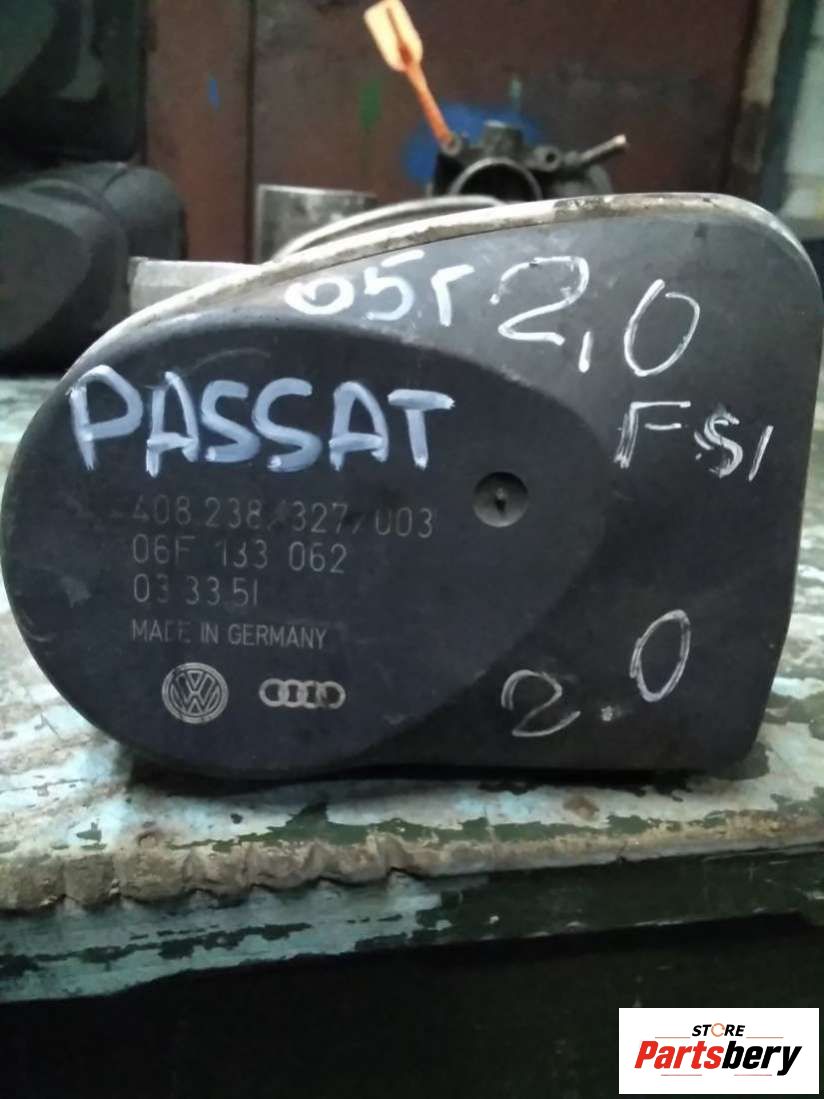 05г 2,0
PASSAT
FSI
408 238/327/003
06F 133 062
03 33 51
MADE IN GERMANY
VW
2.0
STORE
Partsbery